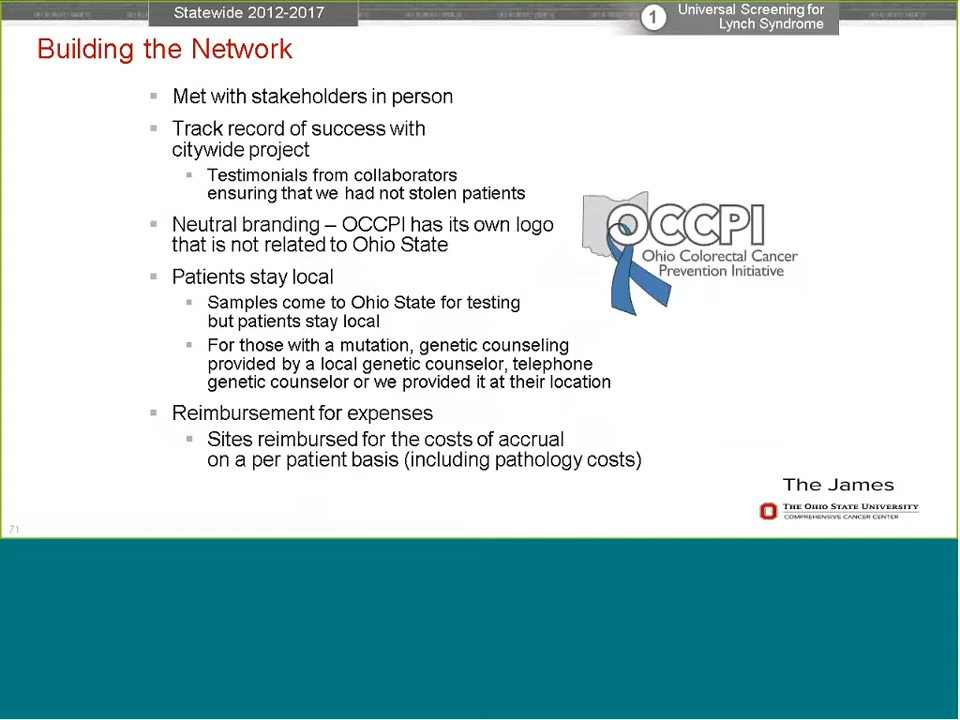 Statewide 2012-2017
1
Universal Screening for
Lynch Syndrome
Building the Network
Met with stakeholders in person
Track record of success with
citywide project
Testimonials from collaborators
ensuring that we had not stolen patients
Neutral branding – OCCPI has its own logo
that is not related to Ohio State
Patients stay local
Samples come to Ohio State for testing
but patients stay local
For those with a mutation, genetic counseling
provided by a local genetic counselor, telephone
genetic counselor or we provided it at their location
Reimbursement for expenses
Sites reimbursed for the costs of accrual
on a per patient basis (including pathology costs)
OCCPI
Ohio Colorectal Cancer
Prevention Initiative
The James
THE OHIO STATE UNIVERSITY
COMPREHENSIVE CANCER CENTER
71